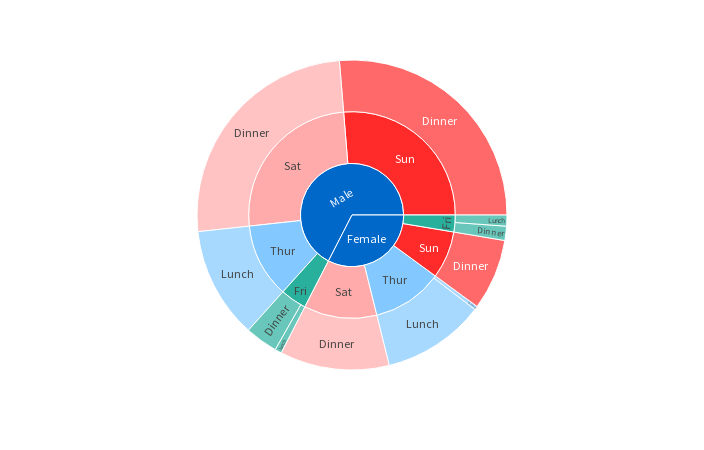 Dinner
Dinner
Sun
Sat
Male
Lunch
Fri
Dinner
Female
Sun
Thur
Dinner
Lunch
Thur
Fri
Sat
Dinner
Lunch
Dinner